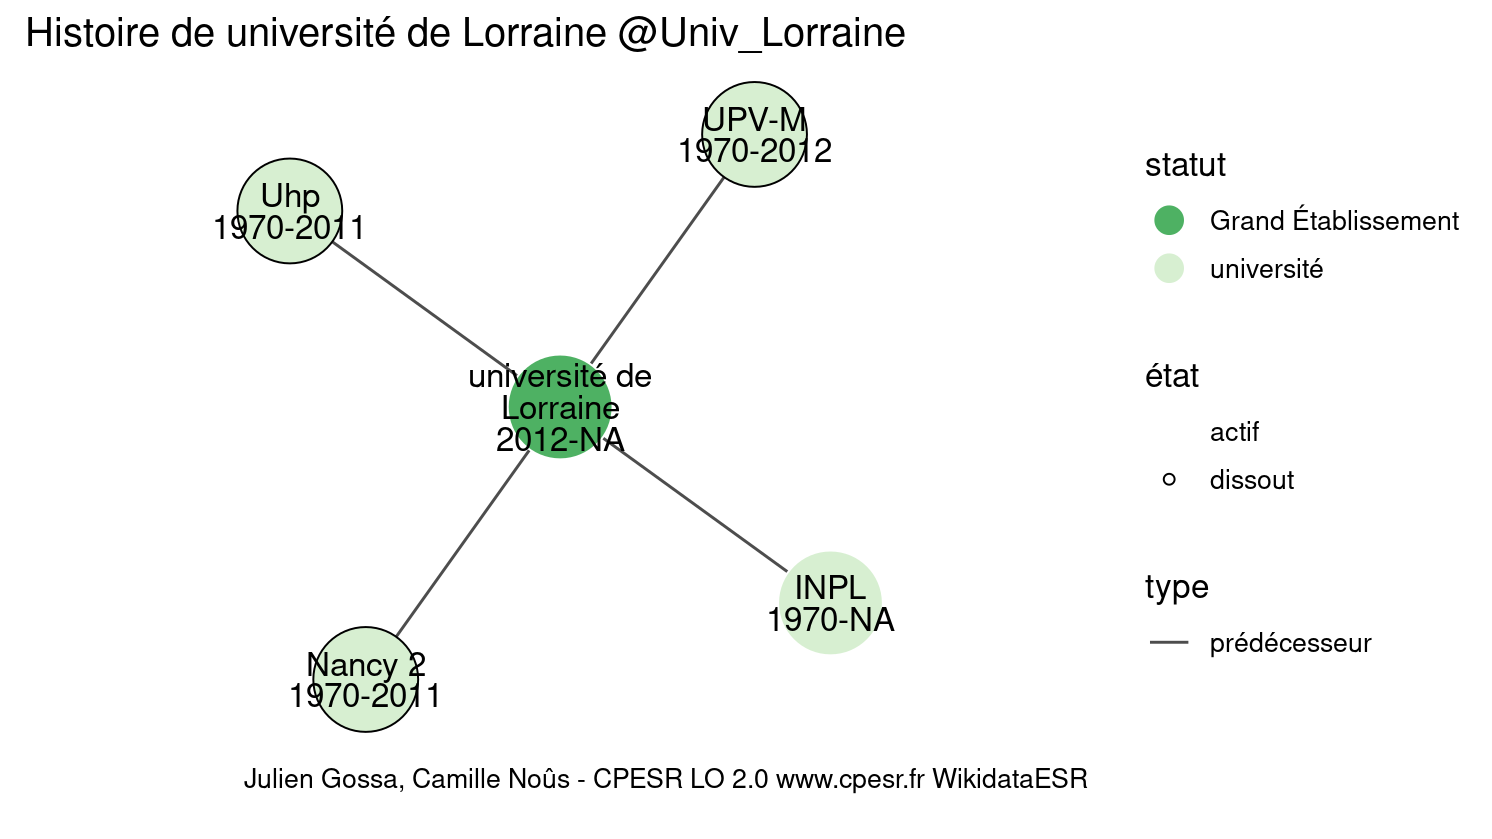 Histoire de université de Lorraine @Univ_Lorraine
UPV-M
1970-2012
Uhp
1970-2011
université de
Lorraine
2012-NA
INPL
1970-NA
Nancy 2
1970-2011
statut
Grand Établissement
université
état
actif
dissout
type
prédécesseur
Julien Gossa, Camille Noûs - CPESR LO 2.0 www.cpesr.fr WikidataESR